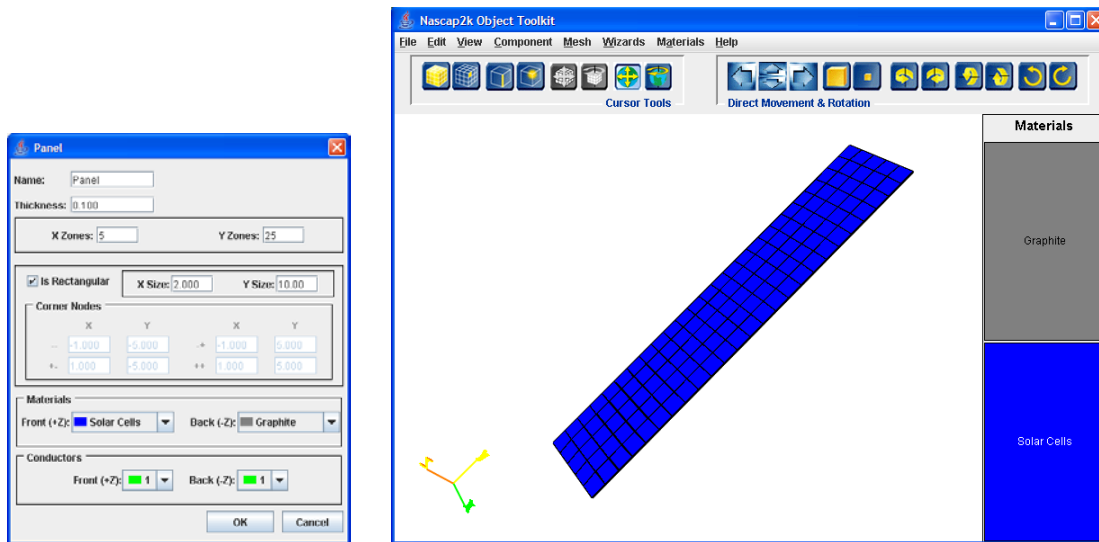 Panel
Name: Panel
Thickness: 0.100
X Zones: 5 Y Zones: 25
Is Rectangular X Size: 2.000 Y Size: 10.00
Corner Nodes
X Y X Y
-- -1.000 -5.000 -+ -1.000 5.000
+- 1.000 -5.000 ++ 1.000 5.000
Materials
Front (+Z): Solar Cells Back (-Z): Graphite
Conductors
Front (+Z): 1 Back (-Z): 1
OK Cancel
Nascap2k Object Toolkit
File Edit View Component Mesh Wizards Materials Help
Cursor Tools Direct Movement & Rotation
Materials
Graphite
Solar Cells